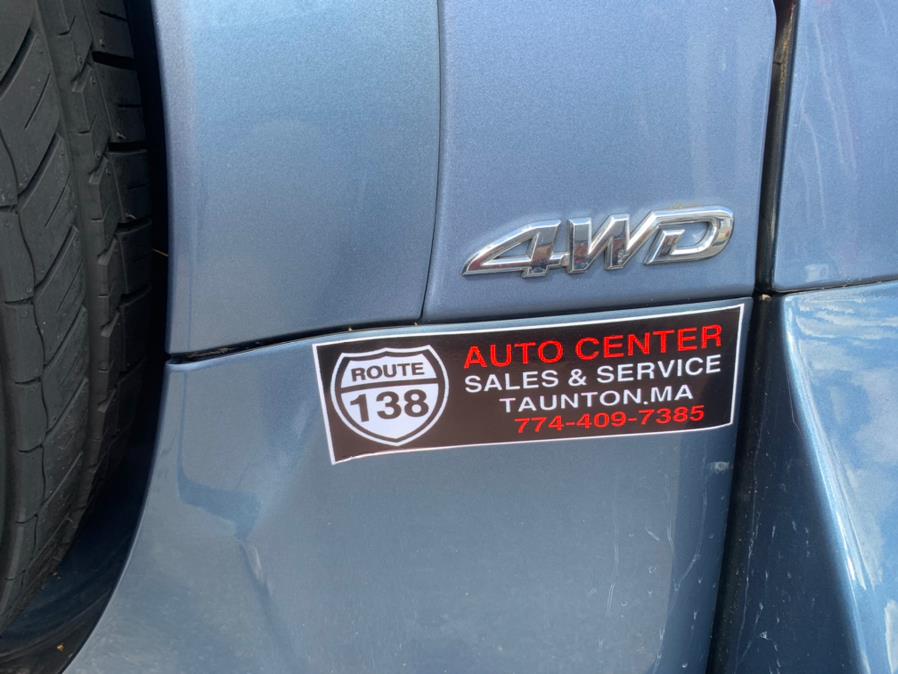 4WD
ROUTE
138
AUTO CENTER
SALES & SERVICE
TAUNTON.MA
774-409-7385